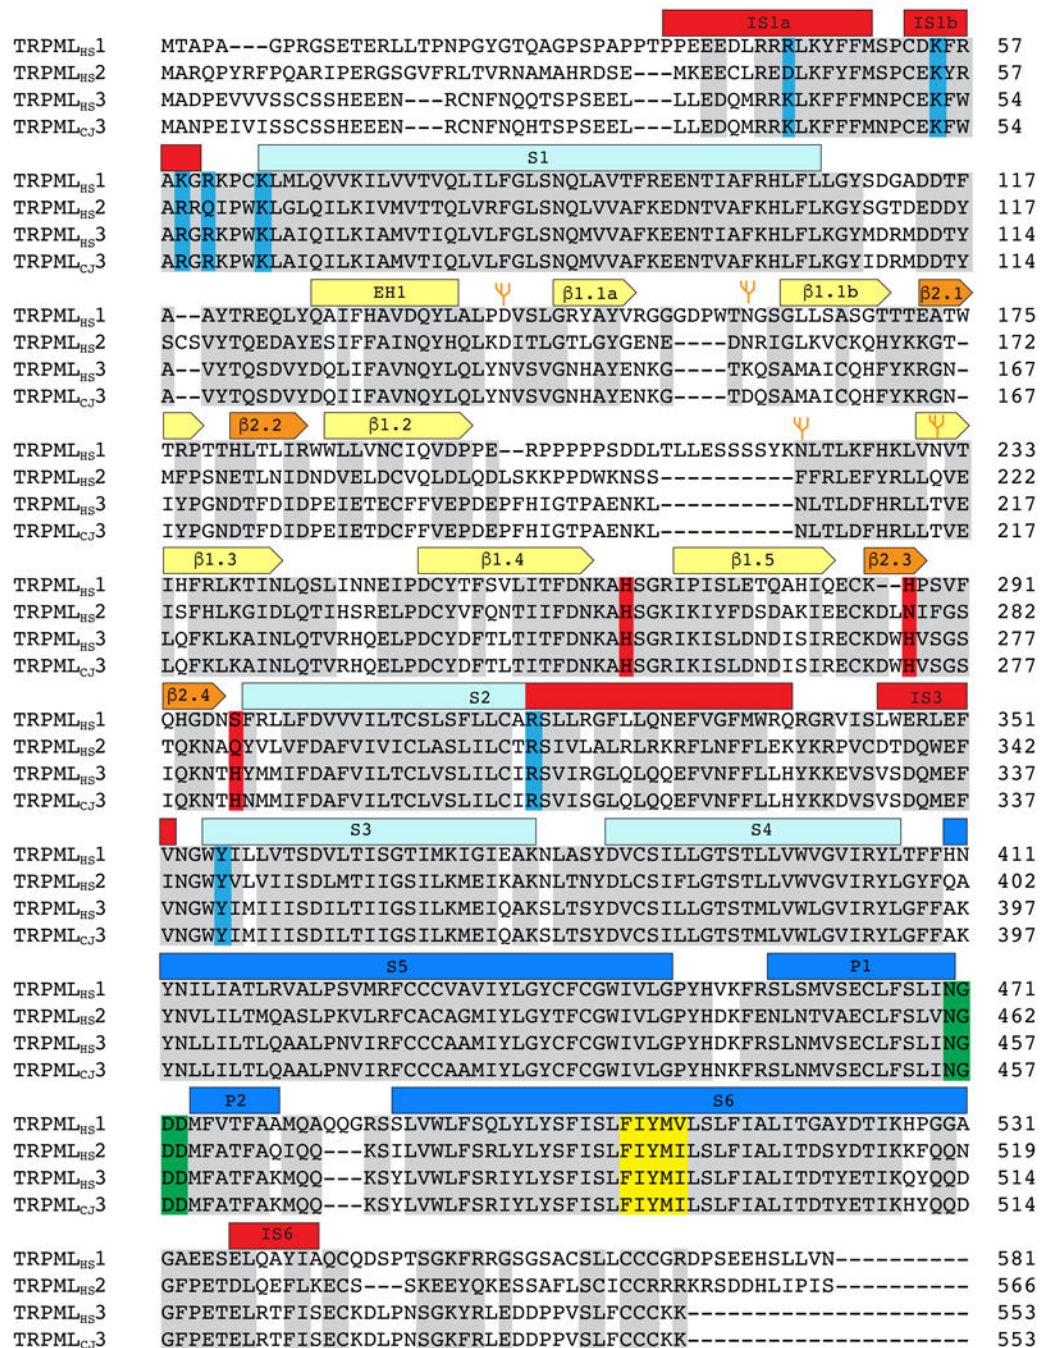 IS1a IS1b
TRPMLHS1 MTAPA---GPRGSETERLLTPNPGYGTQAGPSPAPPTPPEEEDLRRRLKYFFMSPCDKFR 57
TRPMLHS2 MARQPYRFPQARIPERGSGVFRLTVRNAMAHRDSE---MKEECLREDLKFYFMSPCEKYR 57
TRPMLHS3 MADPEVVVSSCSSHEEEN---RCNFNQQTSPSEEL---LLEDQMRRKLKFFFMNPCEKFW 54
TRPMLCJ3 MANPEIVISSCSSHEEEN---RCNFNQHTSPSEEL---LLEDQMRRKLKFFFMNPCEKFW 54
S1
TRPMLHS1 AKGRKPCKLMLQVVKILVVTVQLILFGLSNQLAVTFREENTIAFRHLFLLGYSDGADDTF 117
TRPMLHS2 ARRQIPWKLGLQILKIVMVTTQLVRFGLSNQLVVAFKEDNTVAFKHLFLKGYSGTDEDDY 117
TRPMLHS3 ARGRKPWKLAIQILKIAMVTIQLVLFGLSNQMVVAFKEENTIAFKHLFLKGYMDRMDDTY 114
TRPMLCJ3 ARGRKPWKLAIQILKIAMVTIQLVLFGLSNQMVVAFKEENTVAFKHLFLKGYIDRMDDTY 114
EH1 Ψ β1.1a Ψ β1.1b β2.1
TRPMLHS1 A--AYTREQLYQAIFHAVDQYLALPDVSLGRYAYVRGGGDPWTNGSGLLSASGTTTEATW 175
TRPMLHS2 SCSVYTQEDAYESIFFAINQYHQLKDITLGTLGYGENE----DNRIGLKVCKQHYKKGT- 172
TRPMLHS3 A--VYTQSDVYDQLIFAVNQYLQLYNVSVGNHAYENKG----TKQSAMAICQHFYKRGN- 167
TRPMLCJ3 A--VYTQSDVYDQIIFAVNQYLQLYNVSVGNHAYENKG----TDQSAMAICQHFYKRGN- 167
β2.2 β1.2 Ψ Ψ
TRPMLHS1 TRPTTHLTLIRWWLLVNCIQVDPPE--RPPPPPSDDLTLLESSSSYKNLTLKFHKLVNVT 233
TRPMLHS2 MFPSNETLNIDNDVELDCVQLDLQDLSKKPPDWKNSS----------FFRLEFYRLLQVE 222
TRPMLHS3 IYPGNDTFDIDPEIETDCFFVEPDEPFHIGTPAENKL----------NLTLDFHRLLTVE 217
TRPMLCJ3 IYPGNDTFDIDPEIETDCFFVEPDEPFHIGTPAENKL----------NLTLDFHRLLTVE 217
β1.3 β1.4 β1.5 β2.3
TRPMLHS1 IHFRLKTINLQSLINNEIPDCYTFSVLITFDNKAHSGRIPISLETQAHIQECK--HPSVF 291
TRPMLHS2 ISFHLKGIDLQTIHSRELPDCYVFQNTIIFDNKAHSGKIKIYFDSDAKIEECKDLNIFGS 282
TRPMLHS3 LQFKLKAINLQTVRHQELPDCYDFTLTITFDNKAHSGRIKISLDNDISIRECKDWHVSGS 277
TRPMLCJ3 LQFKLKAINLQTVRHQELPDCYDFTLTITFDNKAHSGRIKISLDNDISIRECKDWHVSGS 277
β2.4 S2 IS3
TRPMLHS1 QHGDNSFRLLFDVVVILTCSLSFLLCARSLLRGFLLQNEFVGFMWRQRGRVISLWERLEF 351
TRPMLHS2 TQKNAQYVLVFDAFVIVICLASLILCTRSIVLALRLRKRFLNFFLEKYKRPVCDTDQWEF 342
TRPMLHS3 IQKNTHYMMIFDAFVILTCLVSLILCIRSVIRGLQLQQEFVNFFLLHYKKEVSVSDQMEF 337
TRPMLCJ3 IQKNTHNMMIFDAFVILTCLVSLILCIRSVISGLQLQQEFVNFFLLHYKKDVSVSDQMEF 337
S3 S4
TRPMLHS1 VNGWYILLVTSDVLTISGTIMKIGIEAKNLASYDVCSILLGTSTLLVWVGVIRYLTFFHN 411
TRPMLHS2 INGWYVLVIISDLMTIIGSILKMEIKAKNLTNYDLCSIFLGTSTLLVWVGVIRYLGYFQA 402
TRPMLHS3 VNGWYIMIIISDILTIIGSILKMEIQAKSLTSYDVCSILLGTSTMLVWLGVIRYLGFFAK 397
TRPMLCJ3 VNGWYIMIIISDILTIIGSILKMEIQAKSLTSYDVCSILLGTSTMLVWLGVIRYLGFFAK 397
S5 P1
TRPMLHS1 YNILIATLRVALPSVMRFCCCVAVIYLGYCFCGWIVLGPYHVKFRSLSMVSECLFSLING 471
TRPMLHS2 YNVLILTMQASLPKVLRFCACAGMIYLGYTFCGWIVLGPYHDKFENLNTVAECLFSLVNG 462
TRPMLHS3 YNLLILTLQAALPNVIRFCCCAAMIYLGYCFCGWIVLGPYHDKFRSLNMVSECLFSLING 457
TRPMLCJ3 YNLLILTLQAALPNVIRFCCCAAMIYLGYCFCGWIVLGPYHNKFRSLNMVSECLFSLING 457
P2 S6
TRPMLHS1 DDMFVTFAAMQAQQGRSSLVWLFSQLYLYSFISLFIYMVLSLFIALITGAYDTIKHPGGA 531
TRPMLHS2 DDMFATFAQIQQ---KSILVWLFSRLYLYSFISLFIYMILSLFIALITDSYDTIKKFQQN 519
TRPMLHS3 DDMFATFAKMQQ---KSYLVWLFSRIYLYSFISLFIYMILSLFIALITDTYETIKQYQQD 514
TRPMLCJ3 DDMFATFAKMQQ---KSYLVWLFSRIYLYSFISLFIYMILSLFIALITDTYETIKHYQQD 514
IS6
TRPMLHS1 GAEESELQAYIAQCQDSPTSGKFRRGSGSACSLLCCCGRDPSEEHSLLVN---------- 581
TRPMLHS2 GFPETDLQEFLKECS---SKEEYQKESSAFLSCICCRRRKRSDDHLIPIS---------- 566
TRPMLHS3 GFPETELRTFISECKDLPNSGKYRLEDDPPVSLFCCCKK--------------------- 553
TRPMLCJ3 GFPETELRTFISECKDLPNSGKFRLEDDPPVSLFCCCKK--------------------- 553